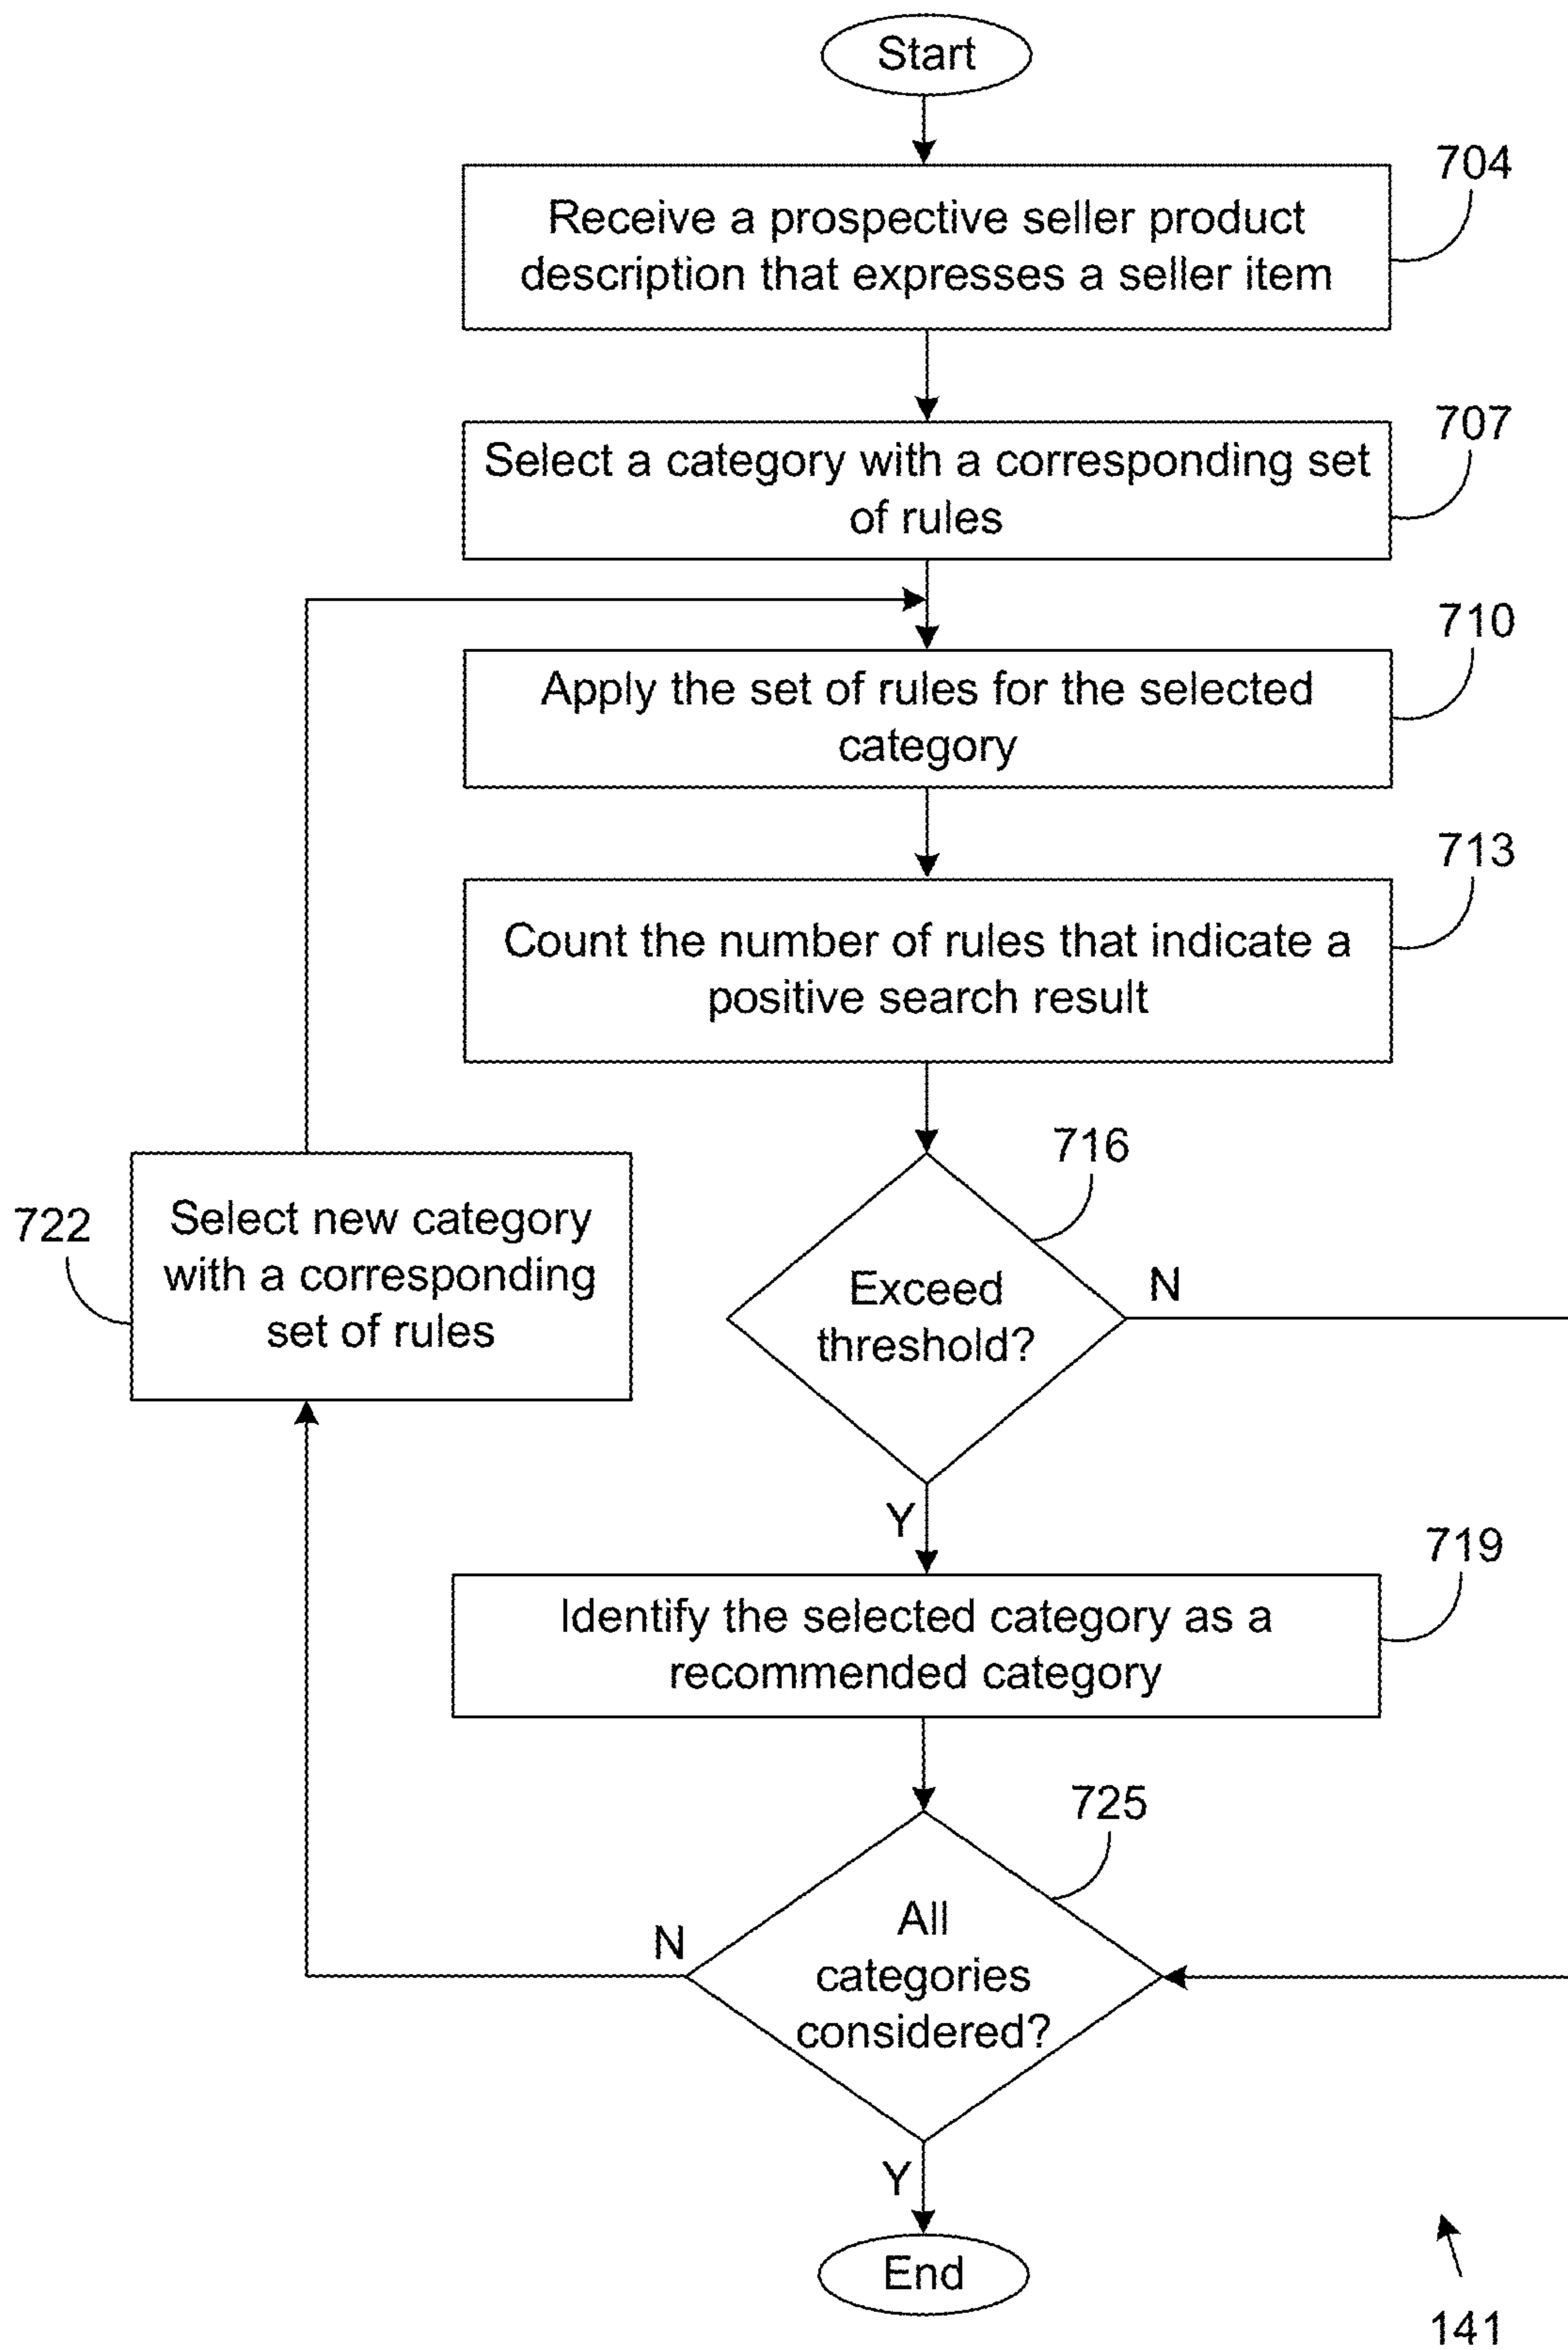 Start
704
Receive a prospective seller product
description that expresses a seller item
707
Select a category with a corresponding set
of rules
710
Apply the set of rules for the selected
category
713
Count the number of rules that indicate a
positive search result
716
722
Select new category
with a corresponding
set of rules
Exceed
threshold?
N
Y
719
Identify the selected category as a
recommended category
725
All
categories
considered?
N
Y
End
141